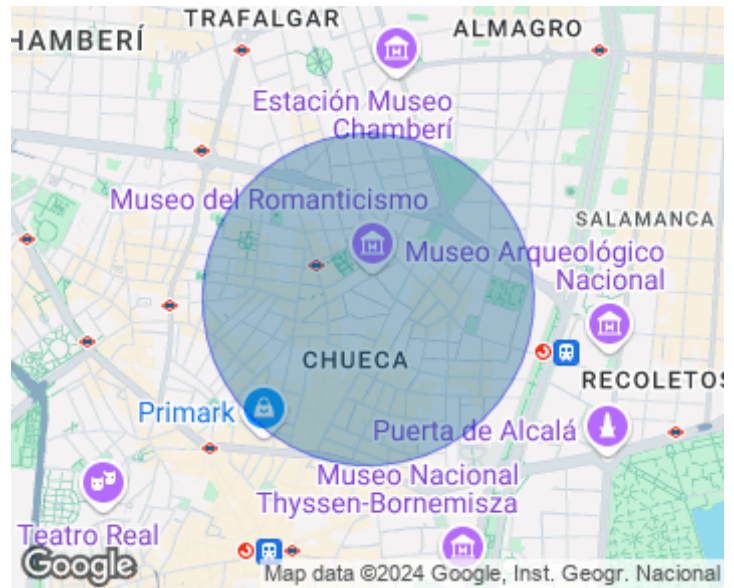 TRAFALGAR
HAMBERÍ
ALMAGRO
Estación Museo
Chamberí
Museo del Romanticismo
SALAMANCA
Museo Arqueológico
Nacional
CHUECA
RECOLETOS
Primark
Puerta de Alcalá
Museo Nacional
Thyssen-Bornemisza
Teatro Real
Google
Map data ©2024 Google, Inst. Geogr. Nacional